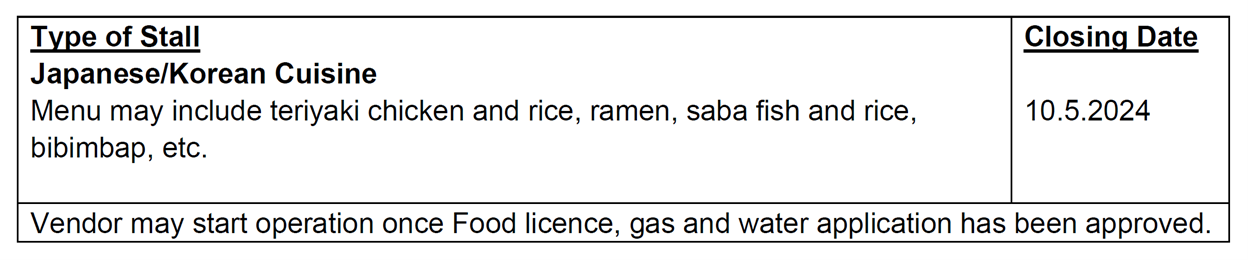 Type of Stall
Closing Date
Japanese/Korean Cuisine
Menu may include teriyaki chicken and rice, ramen, saba fish and rice,
10.5.2024
bibimbap, etc.
Vendor may start operation once Food licence, gas and water application has been approved.